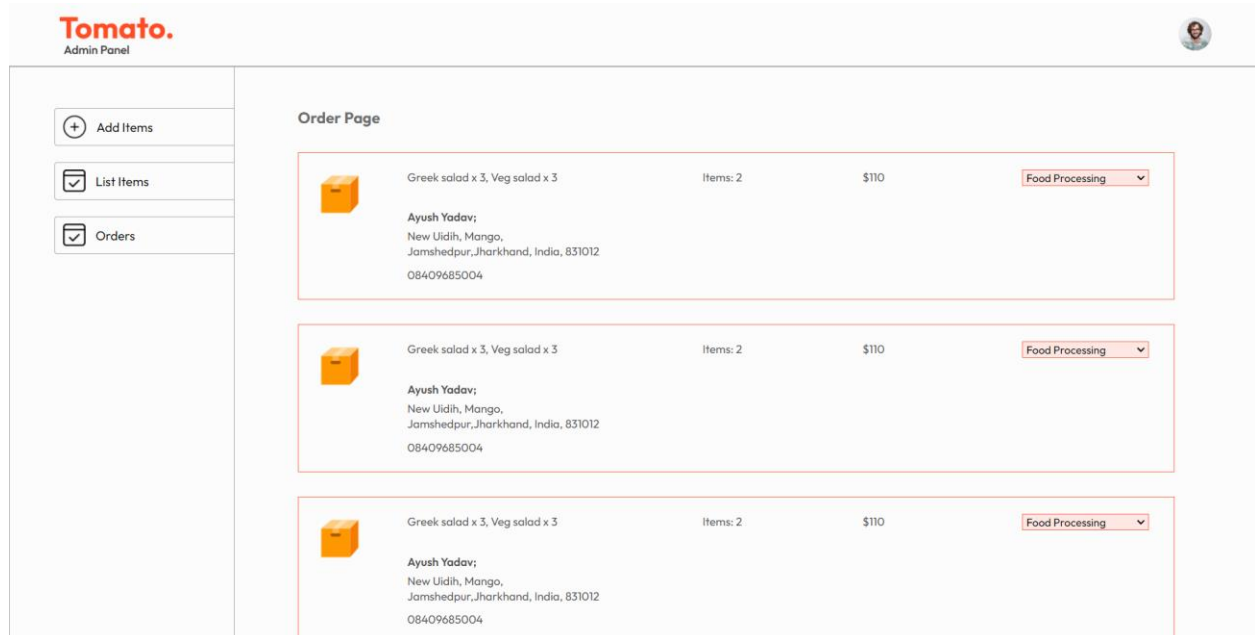 Tomato.
Admin Panel
Add Items
List Items
Orders
Order Page
Greek salad x 3, Veg salad x 3 Items: 2 $110 Food Processing
Ayush Yadav;
New Uidih, Mango,
Jamshedpur,Jharkhand, India, 831012
08409685004
Greek salad x 3, Veg salad x 3 Items: 2 $110 Food Processing
Ayush Yadav;
New Uidih, Mango,
Jamshedpur,Jharkhand, India, 831012
08409685004
Greek salad x 3, Veg salad x 3 Items: 2 $110 Food Processing
Ayush Yadav;
New Uidih, Mango,
Jamshedpur,Jharkhand, India, 831012
08409685004